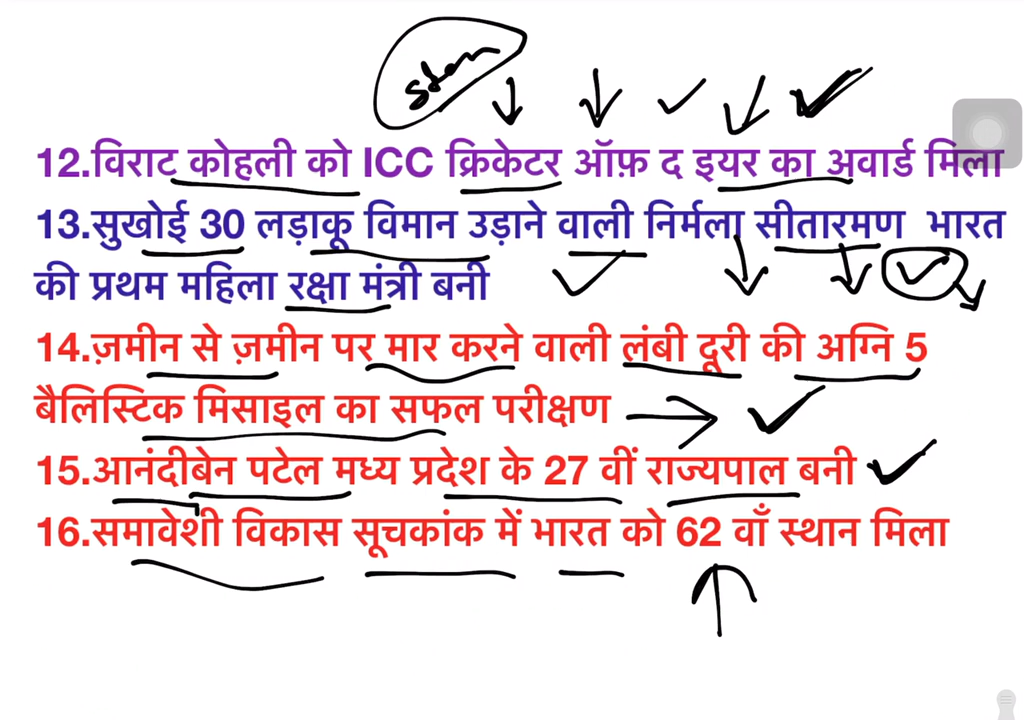 12.विराट कोहली को ICC क्रिकेटर ऑफ़ द इयर का अवार्ड मिला
13.सुखोई 30 लड़ाकू विमान उड़ाने वाली निर्मला सीतारमण भारत
की प्रथम महिला रक्षा मंत्री बनी
14.ज़मीन से ज़मीन पर मार करने वाली लंबी दूरी की अग्नि 5
बैलिस्टिक मिसाइल का सफल परीक्षण
15.आनंदीबेन पटेल मध्य प्रदेश के 27 वीं राज्यपाल बनी
16.समावेशी विकास सूचकांक में भारत को 62 वाँ स्थान मिला